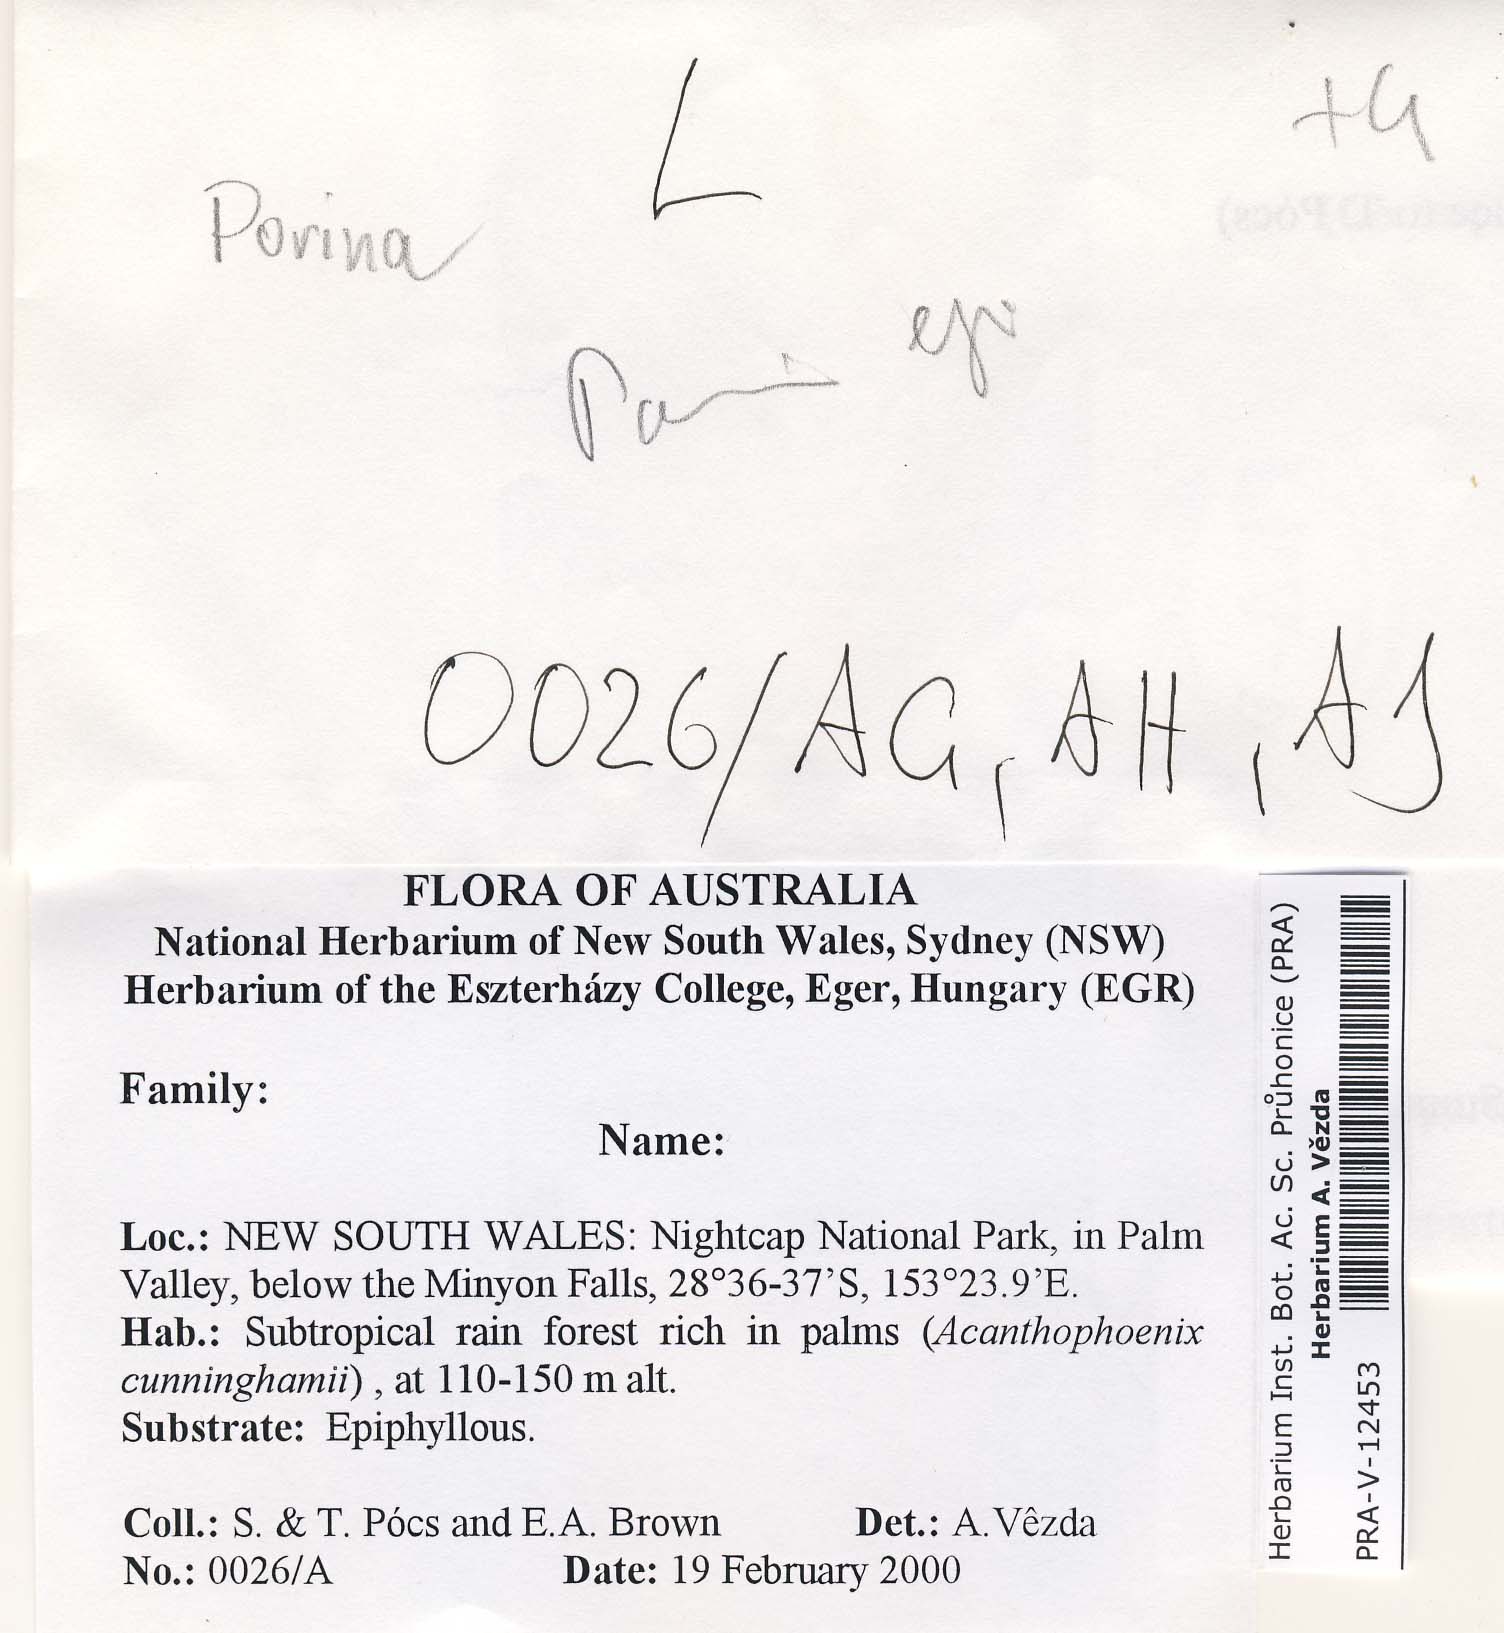 L
+G
Porina
epi
0026/AG, AH, AJ
FLORA OF AUSTRALIA
National Herbarium of New South Wales, Sydney (NSW)
Herbarium of the Eszterházy College, Eger, Hungary (EGR)
Family:
Name:
Loc.: NEW SOUTH WALES: Nightcap National Park, in Palm
Valley, below the Minyon Falls, 28°36-37’S, 153°23.9’E.
Hab.: Subtropical rain forest rich in palms (Acanthophoenix
cunninghamii) , at 110-150 m alt.
Substrate: Epiphyllous.
Coll.: S. & T. Pócs and E.A. Brown Det.: A.Vêzda
No.: 0026/A Date: 19 February 2000
Herbarium Inst. Bot. Ac. Sc. Průhonice (PRA)
Herbarium A. Vězda
PRA-V-12453